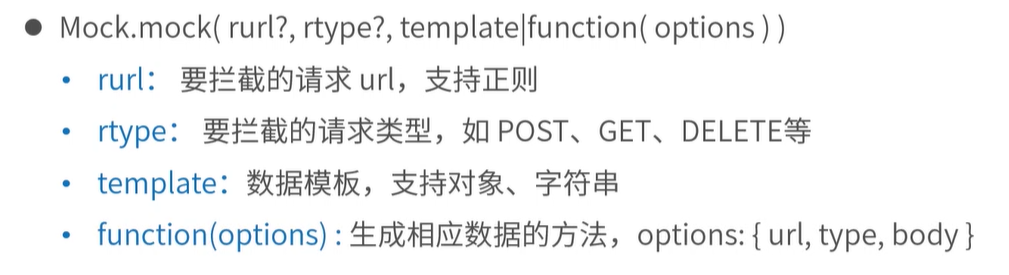 ● Mock.mock( rurl?, rtype?, template|function( options ) )
• rurl： 要拦截的请求 url，支持正则
• rtype： 要拦截的请求类型，如 POST、GET、DELETE等
• template：数据模板，支持对象、字符串
• function(options) : 生成相应数据的方法，options: { url, type, body }